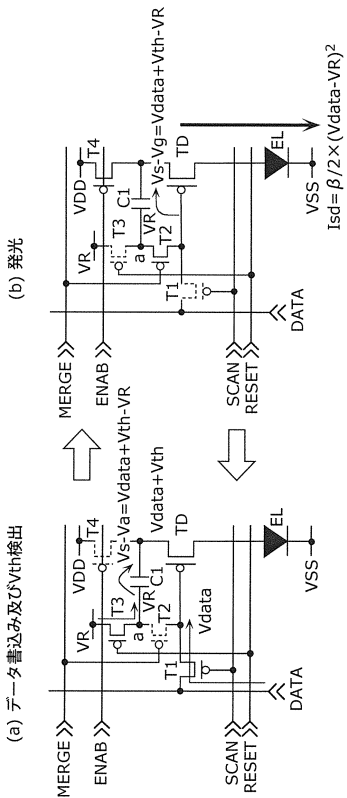 (a) データ書込み及びVth検出
MERGE
ENAB
VR
VDD
T3
T4
Vs-Va=Vdata+Vth-VR
a
VR
C1
Vdata+Vth
T2
T1
TD
Vdata
SCAN
RESET
DATA
EL
VSS
(b) 発光
MERGE
ENAB
VR
VDD
T3
T4
C1
a
VR
T2
Vs-Vg=Vdata+Vth-VR
T1
TD
SCAN
RESET
DATA
EL
VSS
Isd=β/2×(Vdata-VR)²